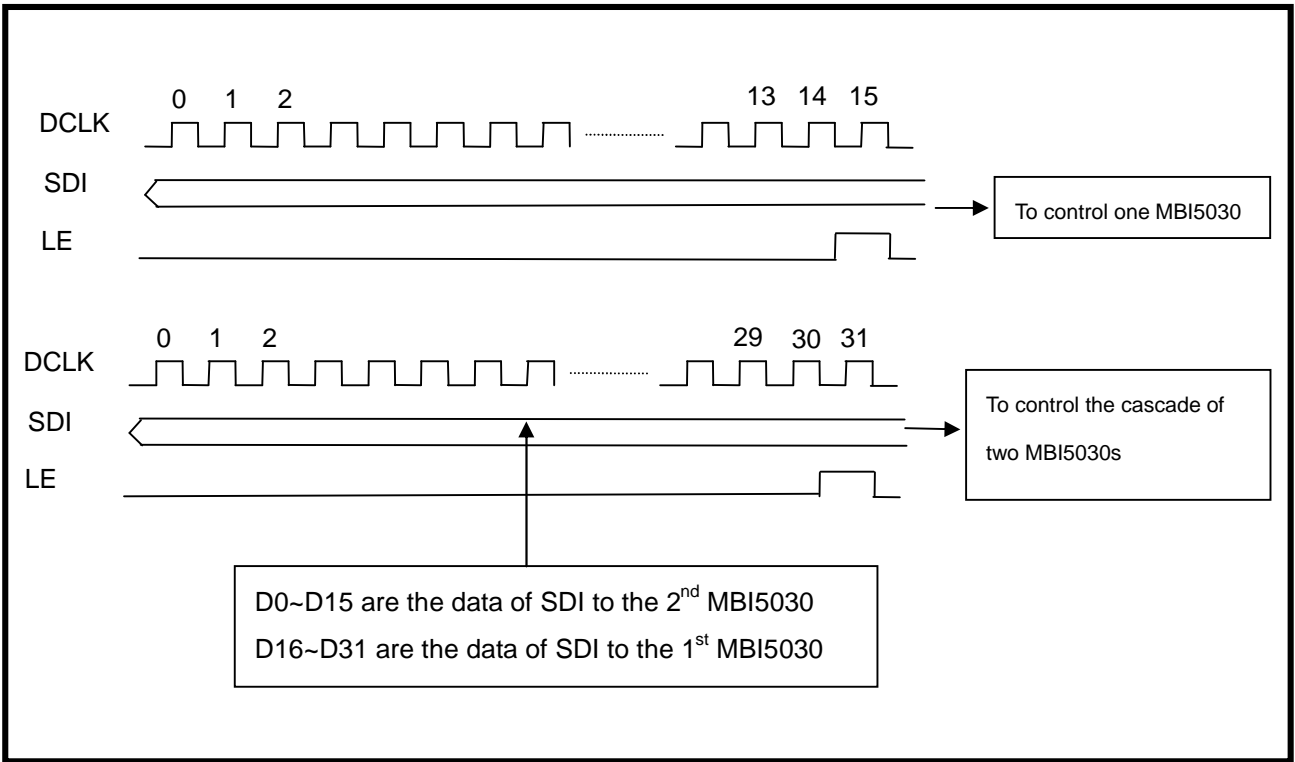 0 1 2 13 14 15
DCLK
SDI
To control one MBI5030
LE
0 1 2 29 30 31
DCLK
To control the cascade of
two MBI5030s
SDI
LE
D0~D15 are the data of SDI to the 2nd MBI5030
D16~D31 are the data of SDI to the 1st MBI5030